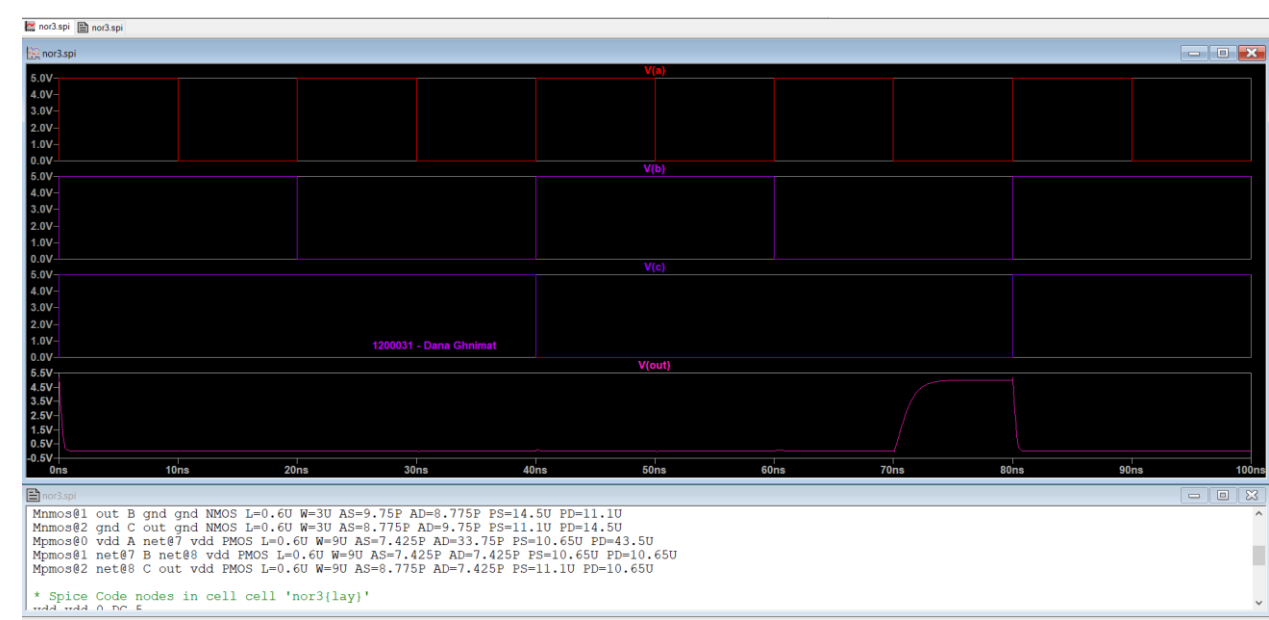 nor3.spi nor3.spi
nor3.spi
V(a)
5.0V
4.0V
3.0V
2.0V
1.0V
0.0V
V(b)
5.0V
4.0V
3.0V
2.0V
1.0V
0.0V
V(c)
5.0V
4.0V
3.0V
2.0V
1.0V
0.0V
1200031 - Dana Ghnimat
V(out)
5.5V
4.5V
3.5V
2.5V
1.5V
0.5V
-0.5V
0ns 10ns 20ns 30ns 40ns 50ns 60ns 70ns 80ns 90ns 100ns
nor3.spi
Mnmos@1 out B gnd gnd NMOS L=0.6U W=3U AS=9.75P AD=8.775P PS=14.5U PD=11.1U
Mnmos@2 gnd C out gnd NMOS L=0.6U W=3U AS=8.775P AD=9.75P PS=11.1U PD=14.5U
Mpmos@0 vdd A net@7 vdd PMOS L=0.6U W=9U AS=7.425P AD=33.75P PS=10.65U PD=43.5U
Mpmos@1 net@7 B net@8 vdd PMOS L=0.6U W=9U AS=7.425P AD=7.425P PS=10.65U PD=10.65U
Mpmos@2 net@8 C out vdd PMOS L=0.6U W=9U AS=8.775P AD=7.425P PS=11.1U PD=10.65U
* Spice Code nodes in cell cell 'nor3{lay}'
vdd vdd 0 DC 5